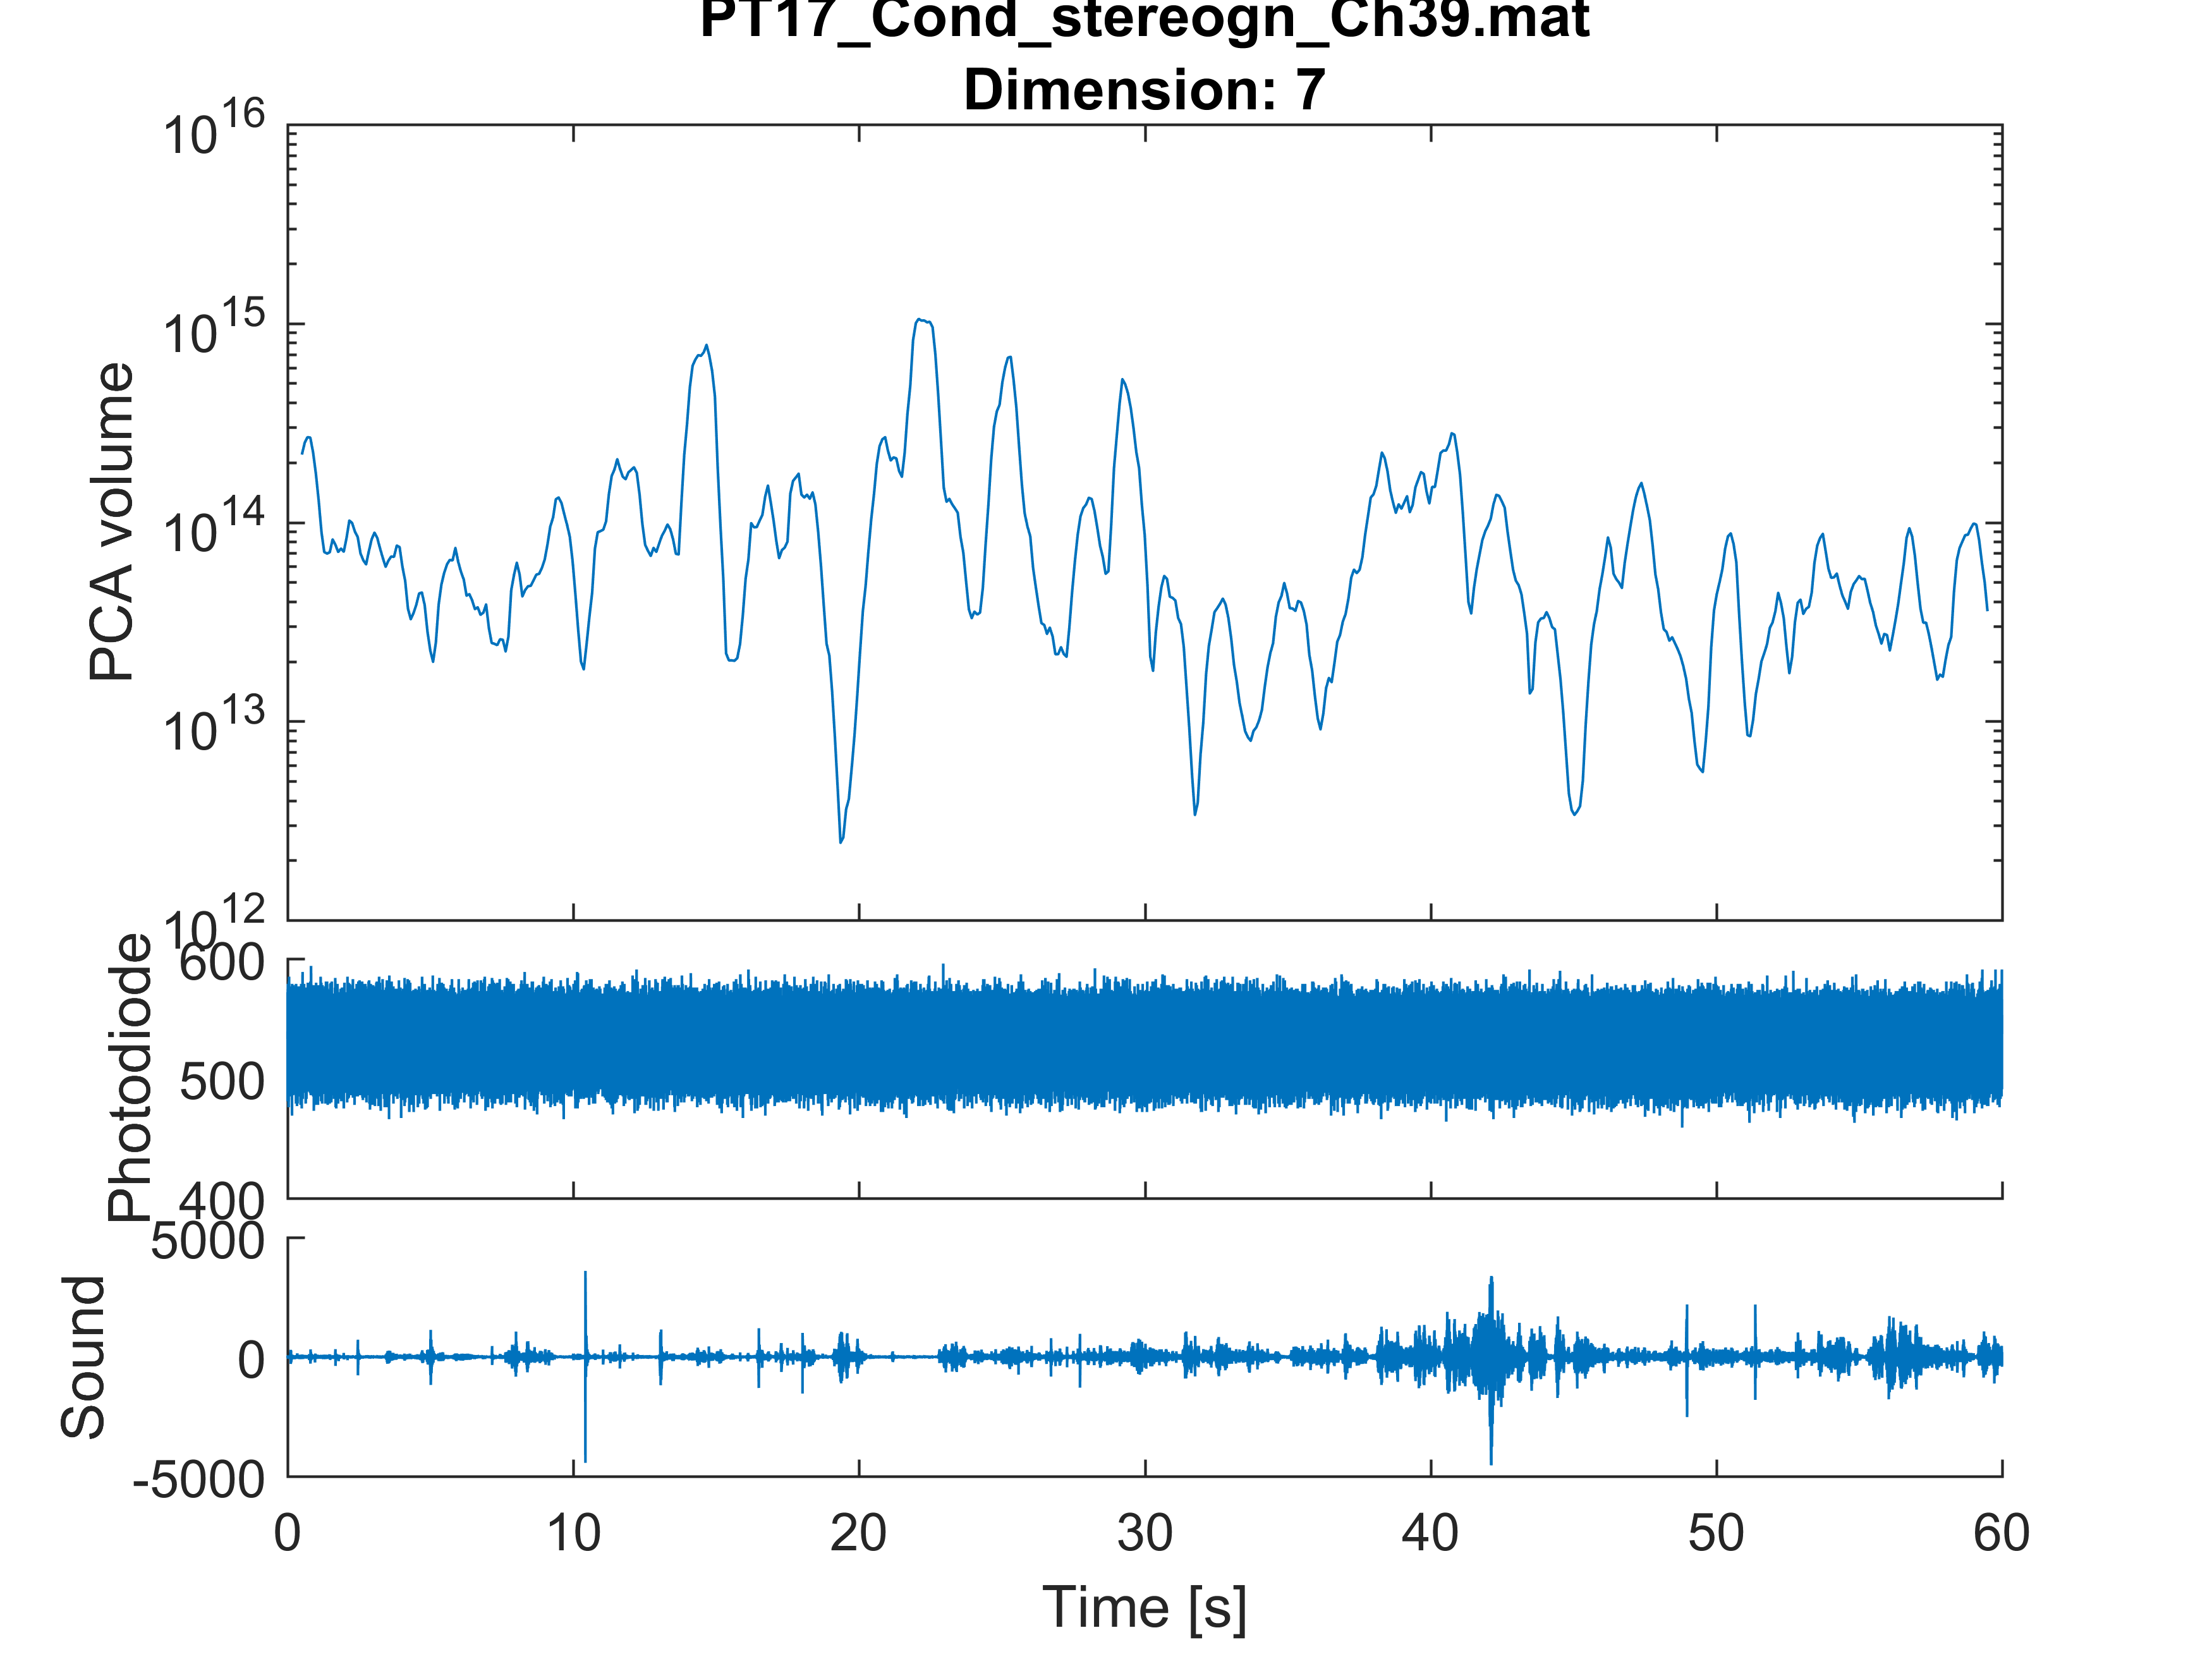 PT17_Cond_stereogn_Ch39.mat
Dimension: 7
PCA volume
10^16
10^15
10^14
10^13
10^12
Photodiode
600
500
400
Sound
5000
0
-5000
0 10 20 30 40 50 60
Time [s]